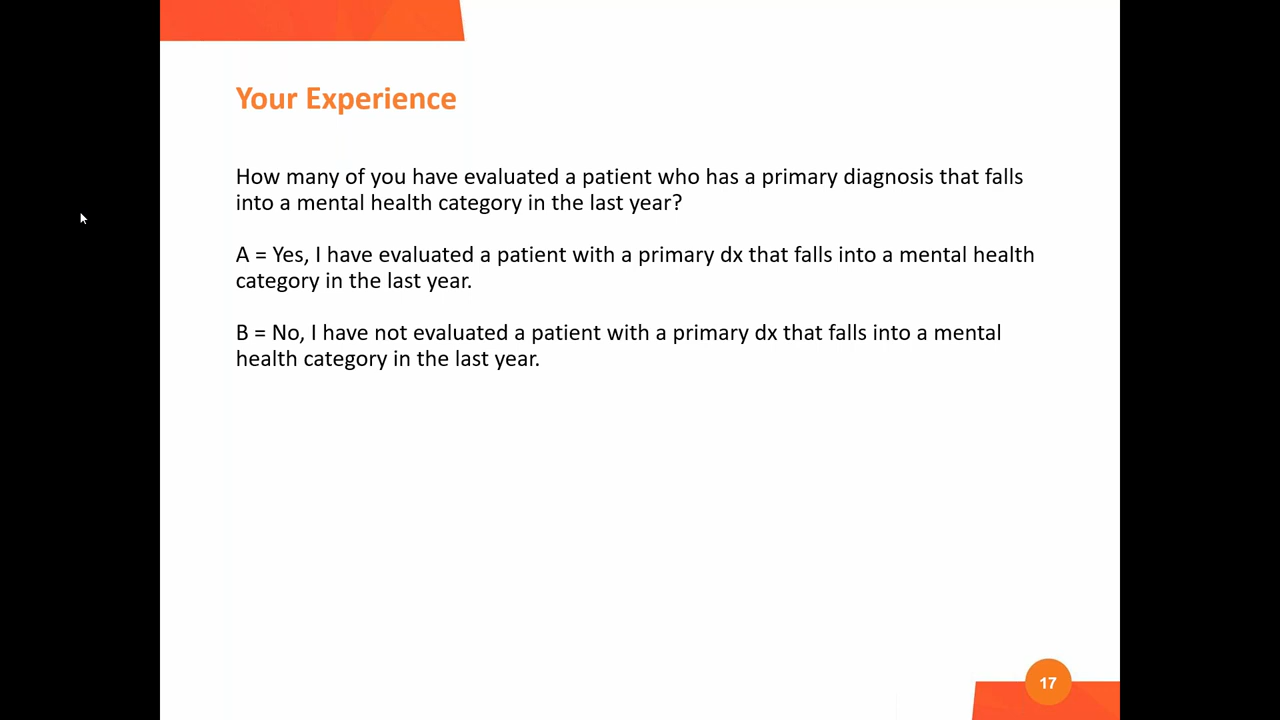 Your Experience
How many of you have evaluated a patient who has a primary diagnosis that falls
into a mental health category in the last year?
A = Yes, I have evaluated a patient with a primary dx that falls into a mental health
category in the last year.
B = No, I have not evaluated a patient with a primary dx that falls into a mental
health category in the last year.
17